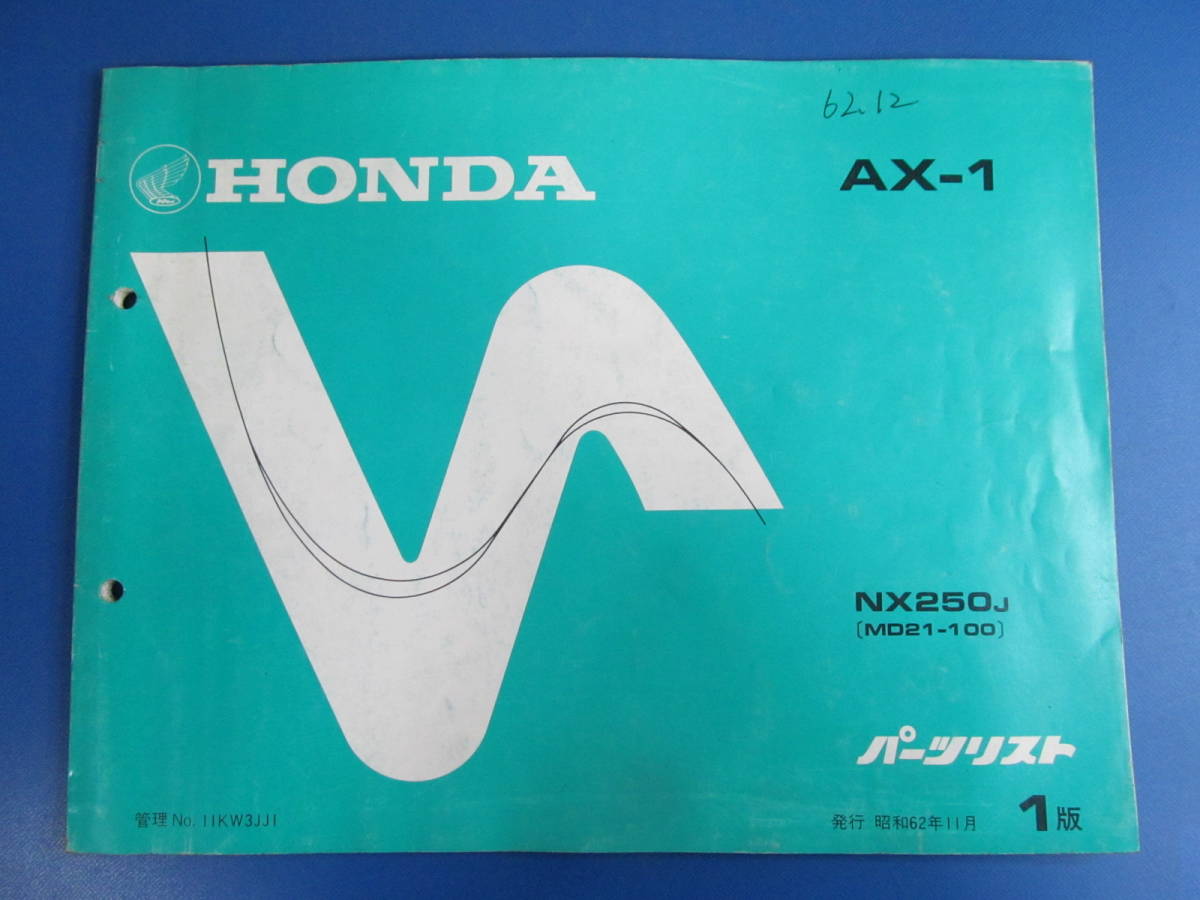 62.12
HONDA
AX-1
NX250J
〔MD21-100〕
パーツリスト
管理 No. 11KW3JJ1
発行 昭和62年11月
1版